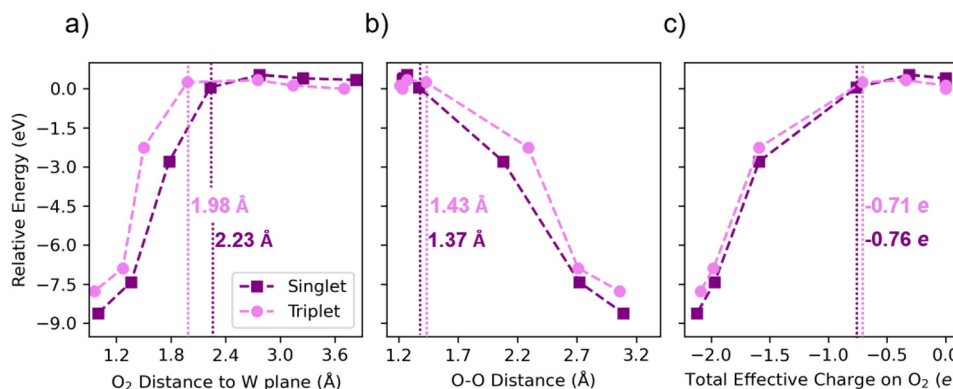 a)
b)
c)
Relative Energy (eV)
0.0
−1.5
−3.0
−4.5
−6.0
−7.5
−9.0
1.98 Å
2.23 Å
Singlet
Triplet
1.2 1.8 2.4 3.0 3.6
O₂ Distance to W plane (Å)
1.43 Å
1.37 Å
1.2 1.7 2.2 2.7 3.2
O-O Distance (Å)
-0.71 e
-0.76 e
−2.0 −1.5 −1.0 −0.5 0.0
Total Effective Charge on O₂ (e